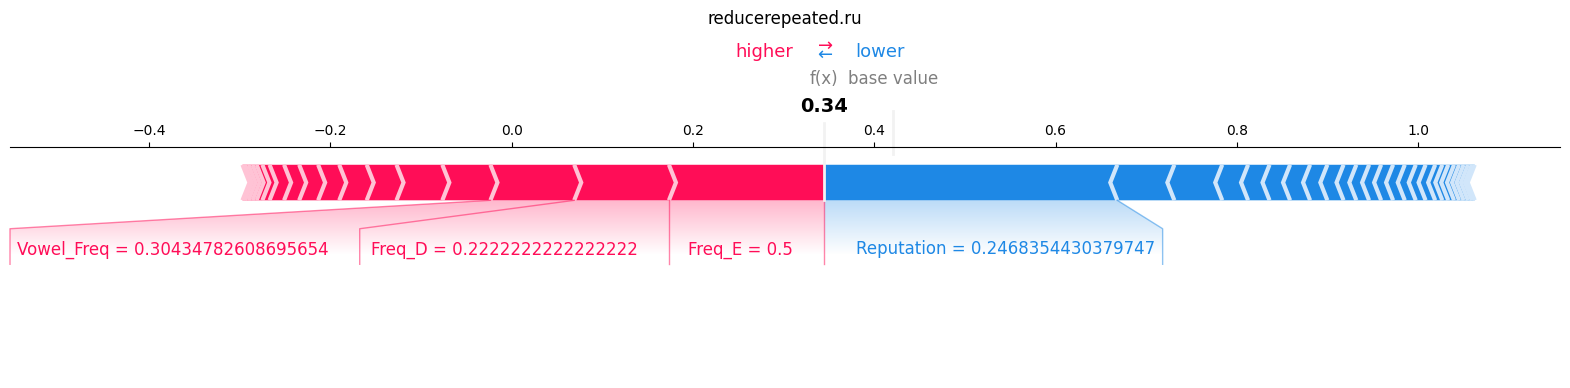 reducerepeated.ru
higher ⇄ lower
f(x) base value
0.34
−0.4 −0.2 0.0 0.2 0.4 0.6 0.8 1.0
Vowel_Freq = 0.30434782608695654 Freq_D = 0.2222222222222222 Freq_E = 0.5 Reputation = 0.2468354430379747